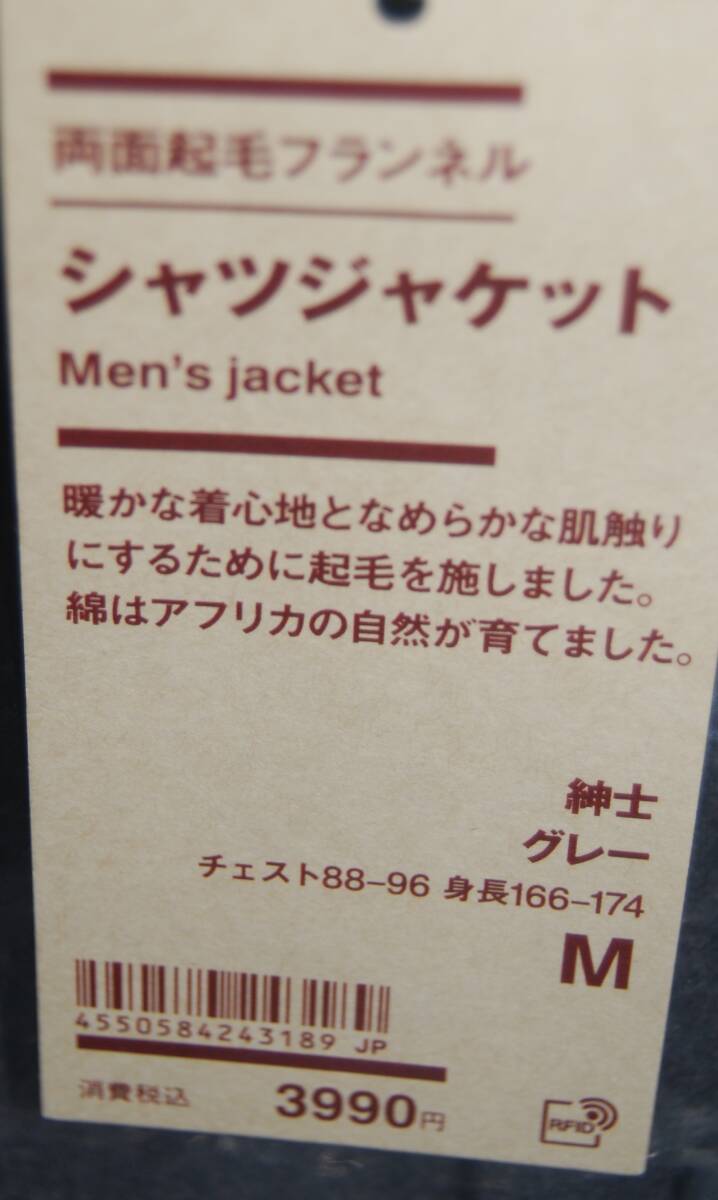 両面起毛フランネル
シャツジャケット
Men's jacket
暖かな着心地となめらかな肌触り
にするために起毛を施しました。
綿はアフリカの自然が育てました。
紳士
グレー
チェスト88-96 身長166-174
M
4550584243189 JP
消費税込 3990円
RFID